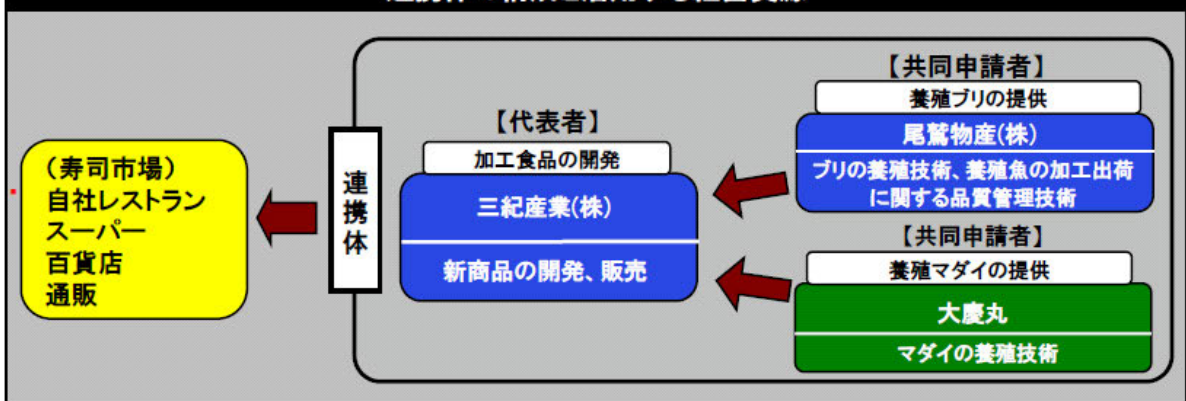 (寿司市場)
自社レストラン
スーパー
百貨店
通販
連携体
【代表者】
加工食品の開発
三紀産業(株)
新商品の開発、販売
【共同申請者】
養殖ブリの提供
尾鷲物産(株)
ブリの養殖技術、養殖魚の加工出荷
に関する品質管理技術
【共同申請者】
養殖マダイの提供
大慶丸
マダイの養殖技術